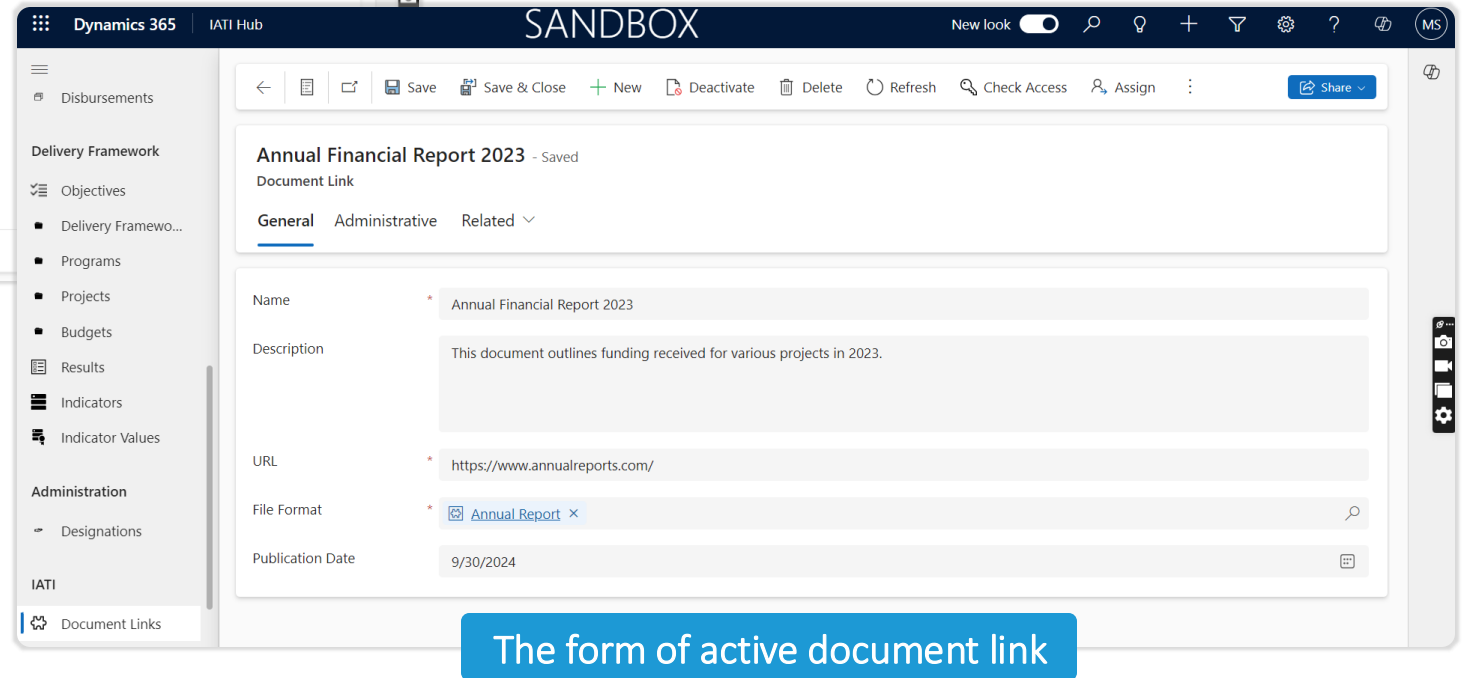 Dynamics 365 IATI Hub SANDBOX New look MS
Save Save & Close New Deactivate Delete Refresh Check Access Assign Share
Disbursements
Delivery Framework
Objectives
Delivery Framewo...
Programs
Projects
Budgets
Results
Indicators
Indicator Values
Administration
Designations
IATI
Document Links
Annual Financial Report 2023 - Saved
Document Link
General Administrative Related
Name * Annual Financial Report 2023
Description This document outlines funding received for various projects in 2023.
URL * https://www.annualreports.com/
File Format * Annual Report
Publication Date 9/30/2024
The form of active document link